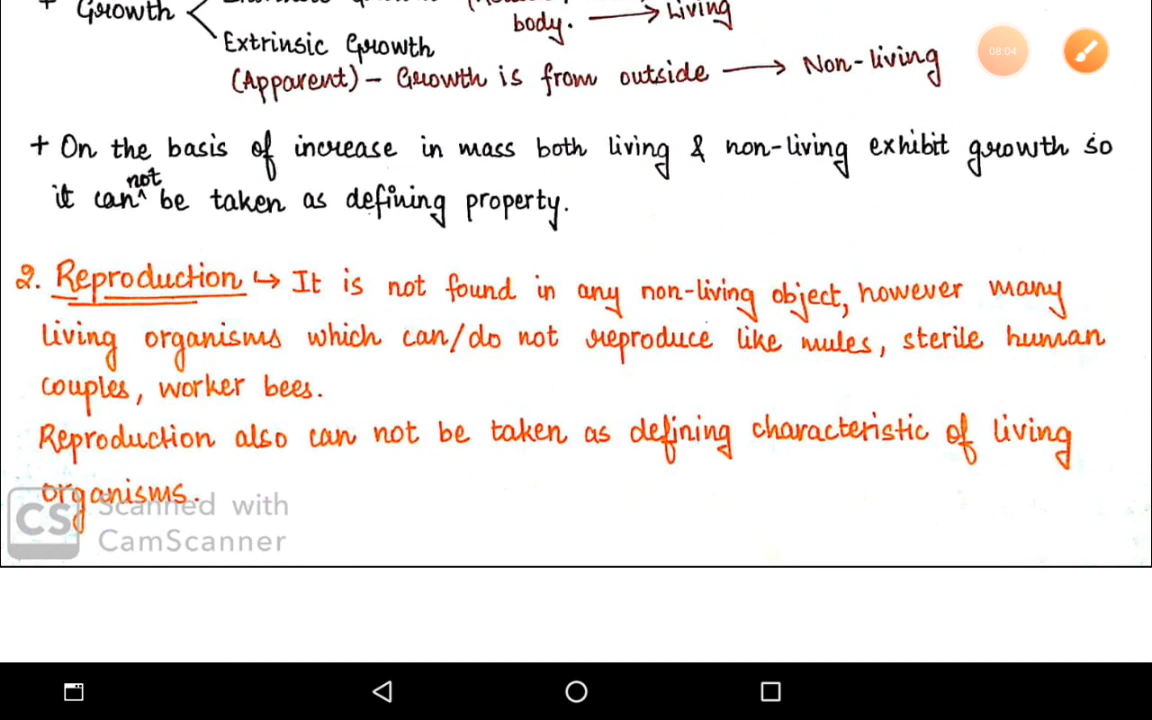 + Growth
body. → Living
Extrinsic Growth
(Apparent) - Growth is from outside → Non-living
08:04
+ On the basis of increase in mass both living & non-living exhibit growth so
it can not be taken as defining property.
2. Reproduction ↳ It is not found in any non-living object, however many
living organisms which can/do not reproduce like mules, sterile human
couples, worker bees.
Reproduction also can not be taken as defining characteristic of living
organisms.
CS Scanned with
CamScanner